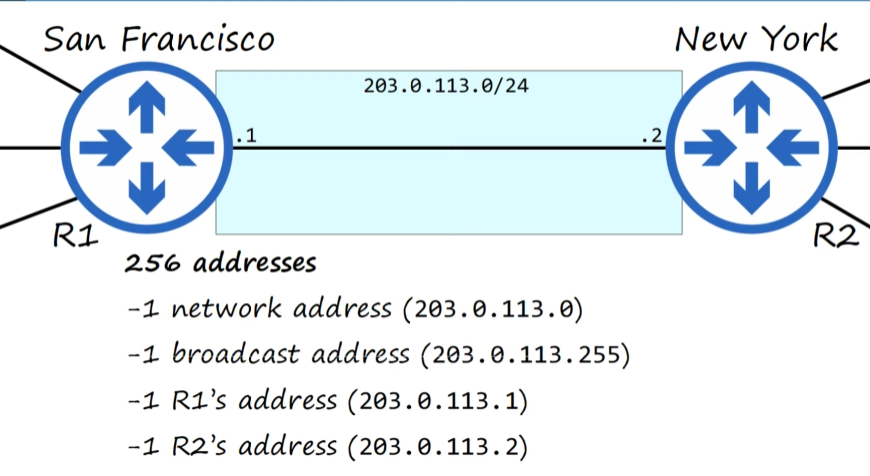 San Francisco
New York
203.0.113.0/24
.1
.2
R1
R2
256 addresses
-1 network address (203.0.113.0)
-1 broadcast address (203.0.113.255)
-1 R1's address (203.0.113.1)
-1 R2's address (203.0.113.2)